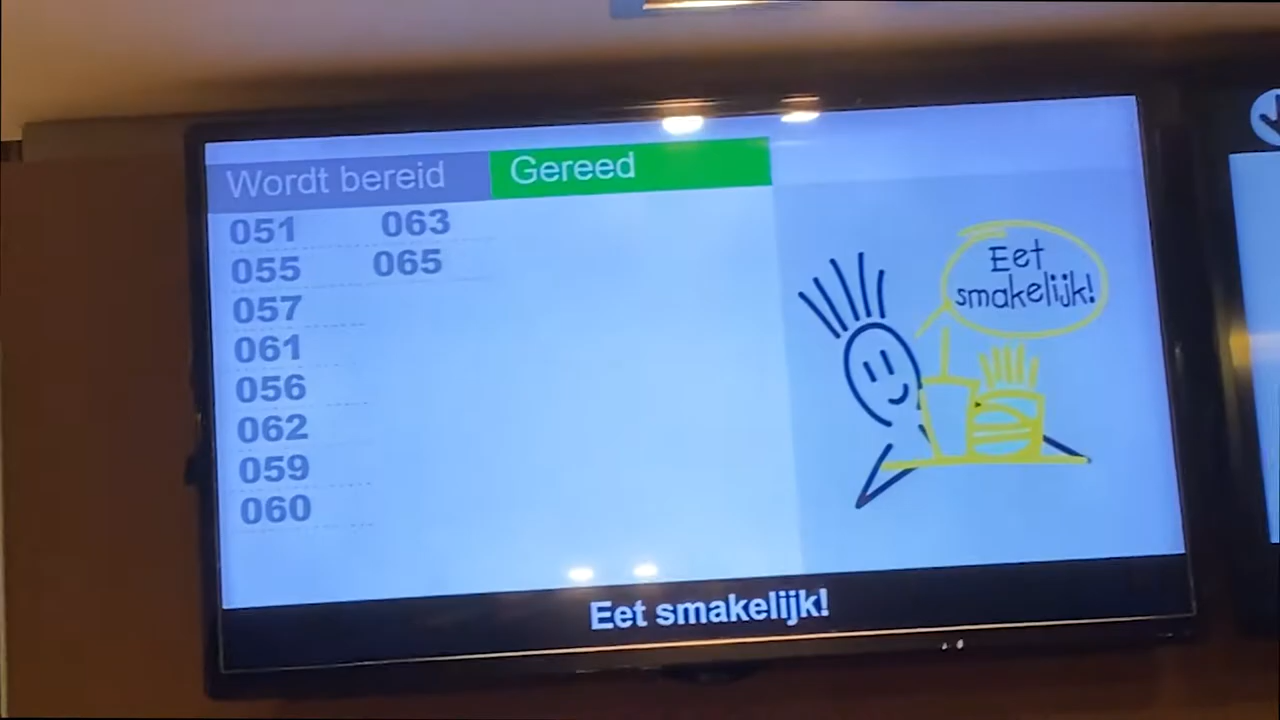 Wordt bereid Gereed
051 063
055 065
057
061
056
062
059
060
Eet
smakelijk!
Eet smakelijk!